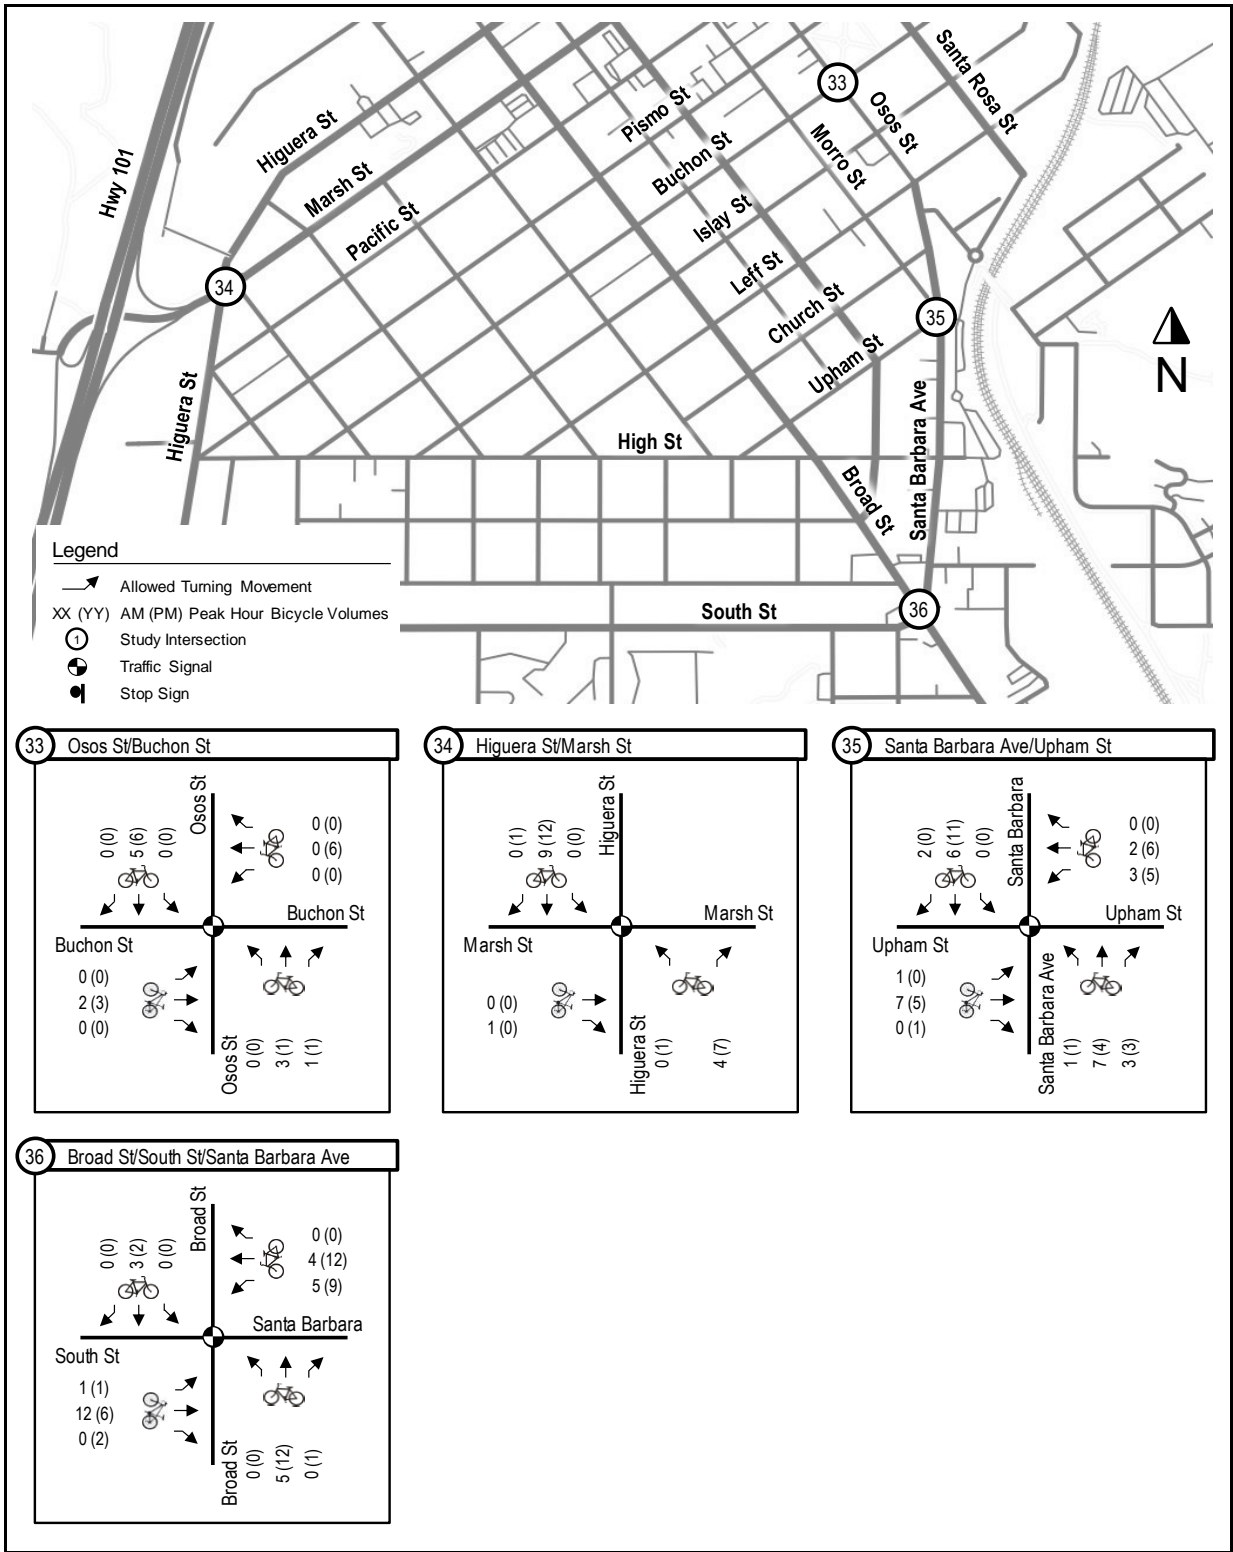 Santa Rosa St
33
Osos St
Pismo St
Higuera St
Morro St
Buchon St
Hwy 101
Marsh St
Islay St
Pacific St
Leff St
34
Church St
35
N
Upham St
Higuera St
High St
Santa Barbara Ave
Broad St
36
South St
Legend
Allowed Turning Movement
XX (YY) AM (PM) Peak Hour Bicycle Volumes
1 Study Intersection
Traffic Signal
Stop Sign
33 Osos St/Buchon St
0 (0)
5 (6)
0 (0)
Osos St
0 (0)
0 (6)
0 (0)
Buchon St
Buchon St
0 (0)
2 (3)
0 (0)
Osos St
0 (0)
3 (1)
1 (1)
34 Higuera St/Marsh St
0 (1)
9 (12)
0 (0)
Higuera St
Marsh St
Marsh St
0 (0)
1 (0)
Higuera St
0 (1)
4 (7)
35 Santa Barbara Ave/Upham St
2 (0)
6 (11)
0 (0)
Santa Barbara
0 (0)
2 (6)
3 (5)
Upham St
Upham St
1 (0)
7 (5)
0 (1)
Santa Barbara Ave
1 (1)
7 (4)
3 (3)
36 Broad St/South St/Santa Barbara Ave
0 (0)
3 (2)
0 (0)
Broad St
0 (0)
4 (12)
5 (9)
Santa Barbara
South St
1 (1)
12 (6)
0 (2)
Broad St
0 (0)
5 (12)
0 (1)